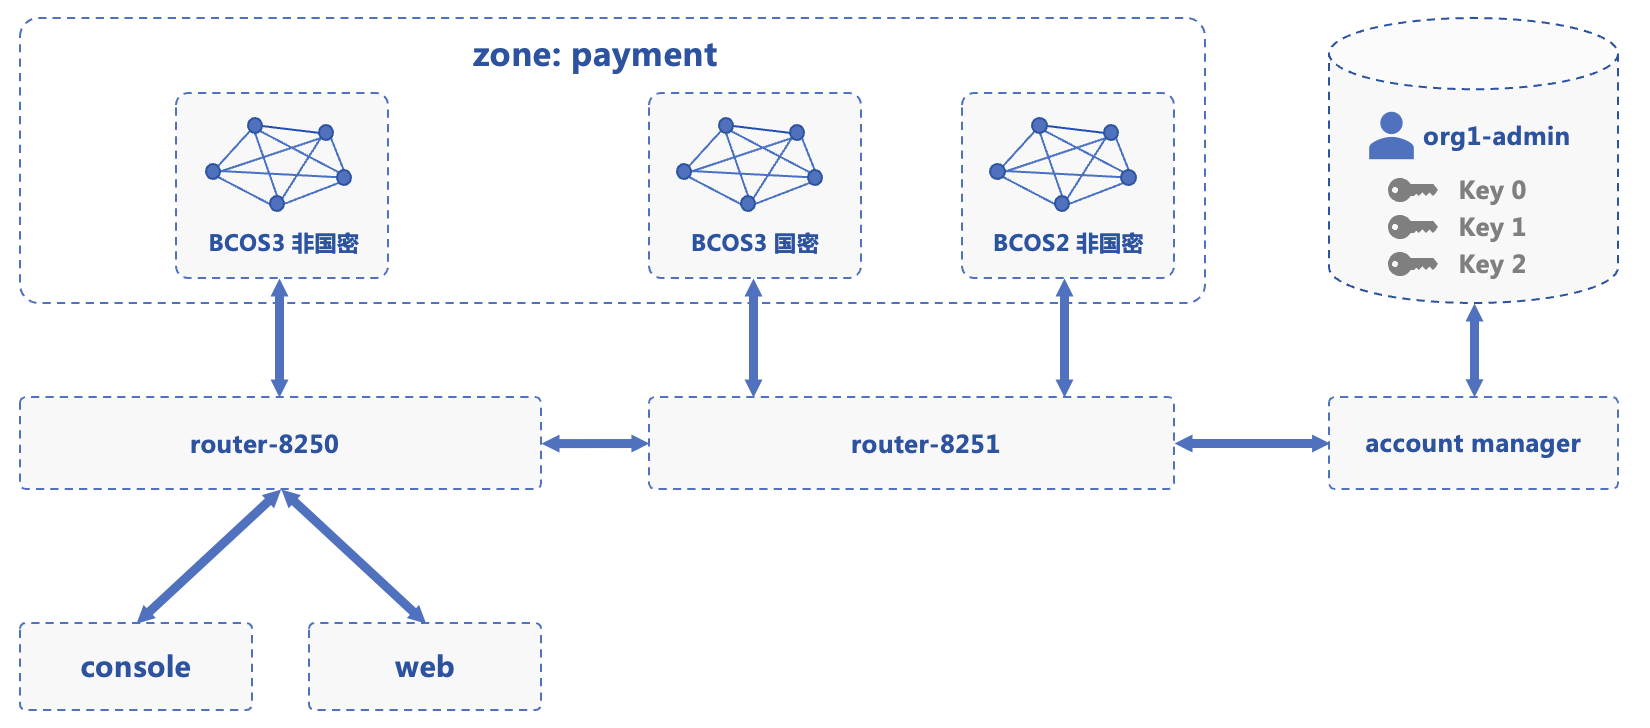 zone: payment
BCOS3 非国密
BCOS3 国密
BCOS2 非国密
org1-admin
Key 0
Key 1
Key 2
router-8250
router-8251
account manager
console
web